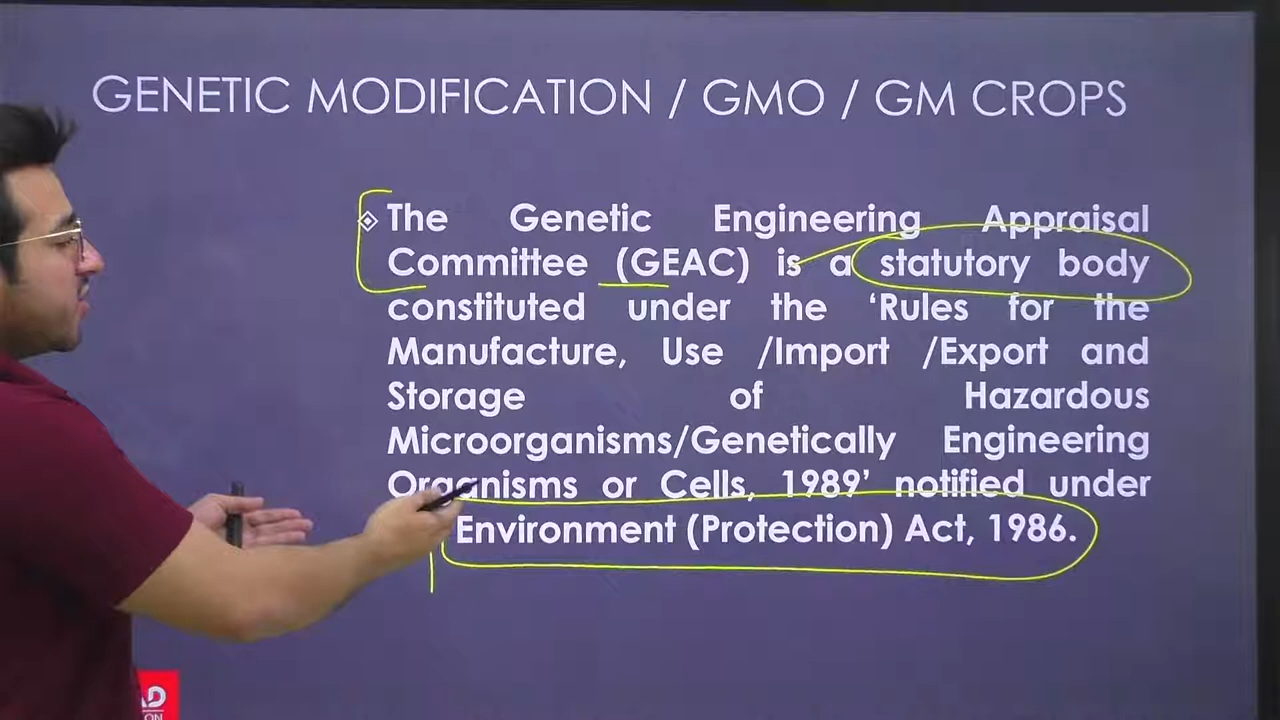 GENETIC MODIFICATION / GMO / GM CROPS
The Genetic Engineering Appraisal
Committee (GEAC) is a statutory body
constituted under the ‘Rules for the
Manufacture, Use /Import /Export and
Storage of Hazardous
Microorganisms/Genetically Engineering
Organisms or Cells, 1989’ notified under
Environment (Protection) Act, 1986.